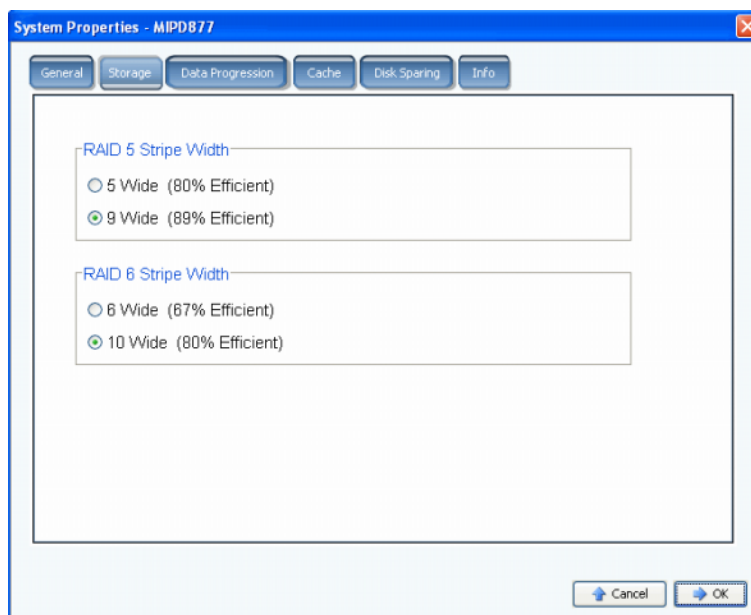 System Properties - MIPD877
General Storage Data Progression Cache Disk Sparing Info
RAID 5 Stripe Width
5 Wide (80% Efficient)
9 Wide (89% Efficient)
RAID 6 Stripe Width
6 Wide (67% Efficient)
10 Wide (80% Efficient)
Cancel OK